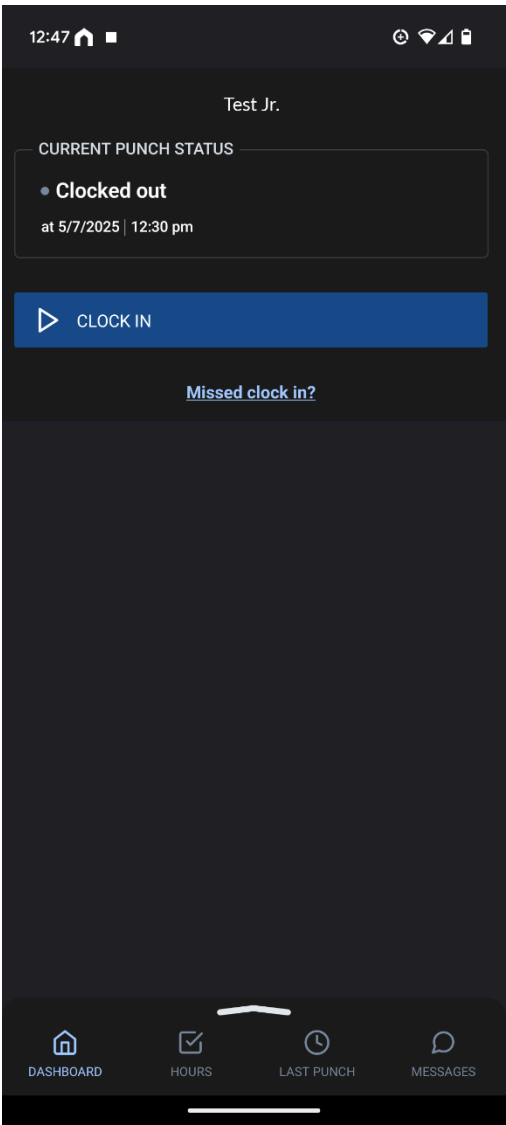 12:47
Test Jr.
CURRENT PUNCH STATUS
Clocked out
at 5/7/2025 | 12:30 pm
CLOCK IN
Missed clock in?
DASHBOARD HOURS LAST PUNCH MESSAGES